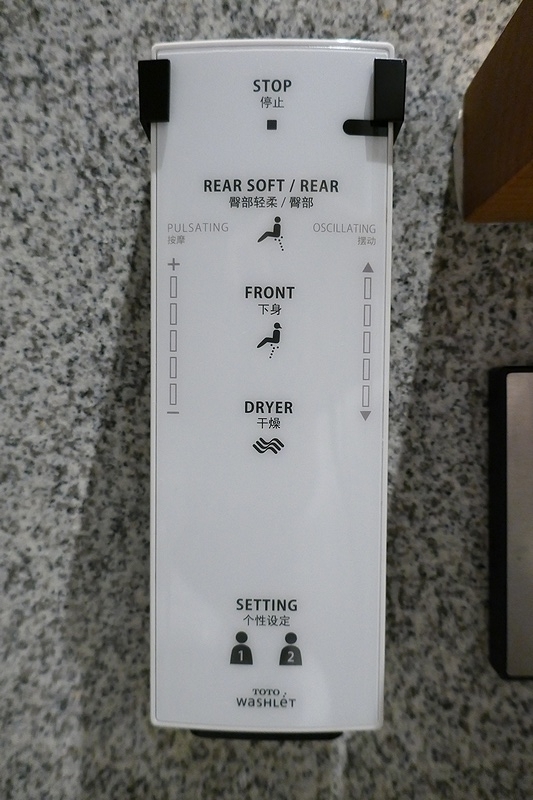 STOP
停止
REAR SOFT / REAR
臀部轻柔 / 臀部
PULSATING
按摩
OSCILLATING
摆动
+
FRONT
下身
−
DRYER
干燥
SETTING
个性设定
1 2
TOTO
WASHLET